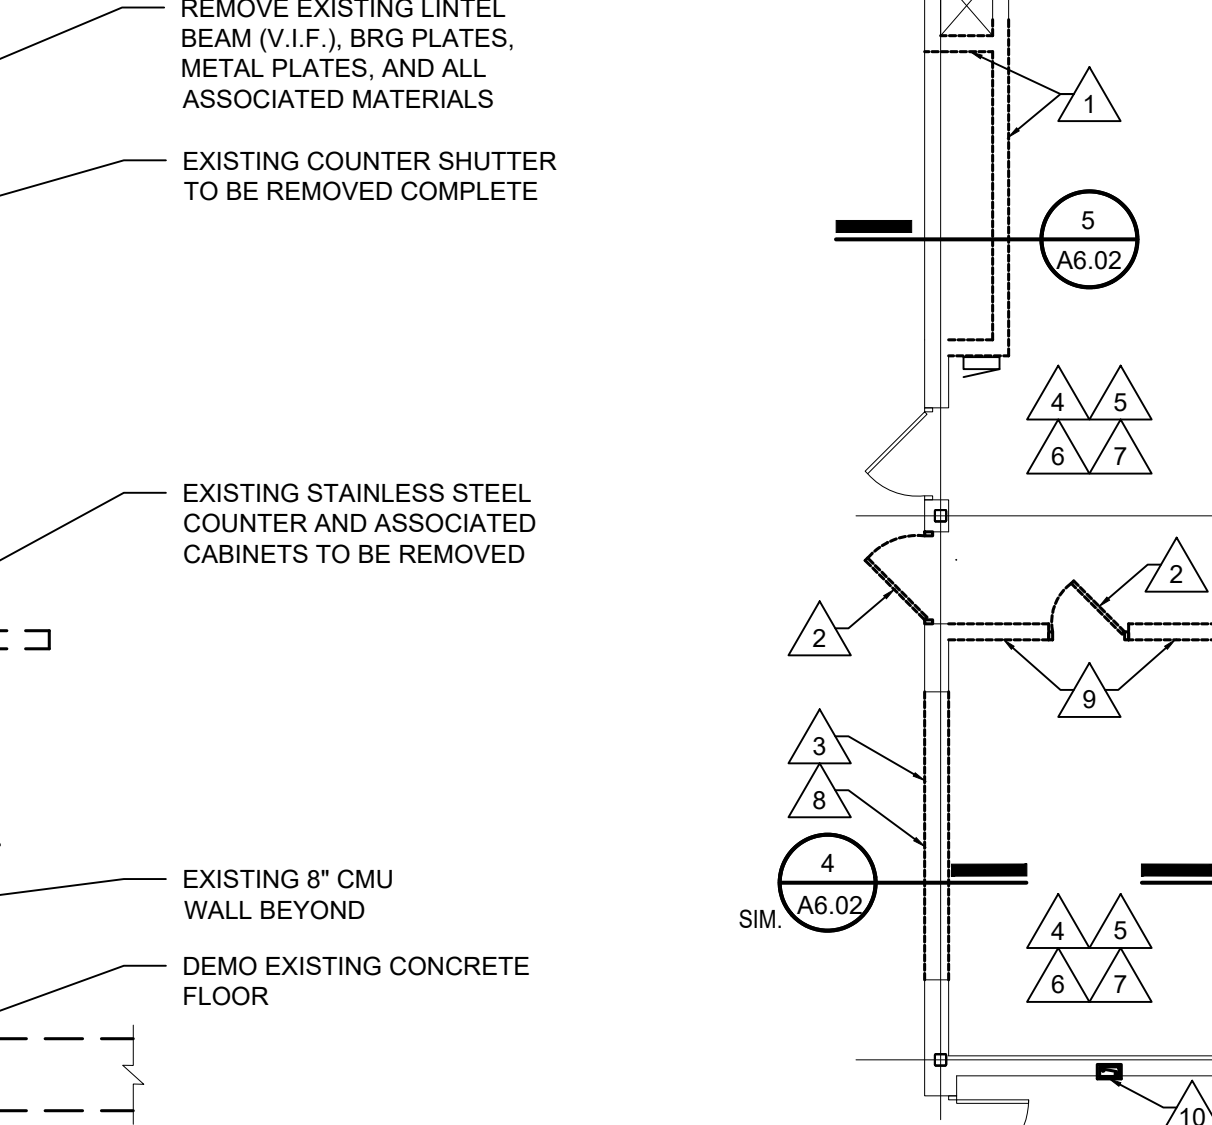 REMOVE EXISTING LINTEL
BEAM (V.I.F.), BRG PLATES,
METAL PLATES, AND ALL
ASSOCIATED MATERIALS
EXISTING COUNTER SHUTTER
TO BE REMOVED COMPLETE
EXISTING STAINLESS STEEL
COUNTER AND ASSOCIATED
CABINETS TO BE REMOVED
EXISTING 8" CMU
WALL BEYOND
DEMO EXISTING CONCRETE
FLOOR
1
5
A6.02
4 5
6 7
2
2
9
3
8
4
A6.02
SIM.
4 5
6 7
10